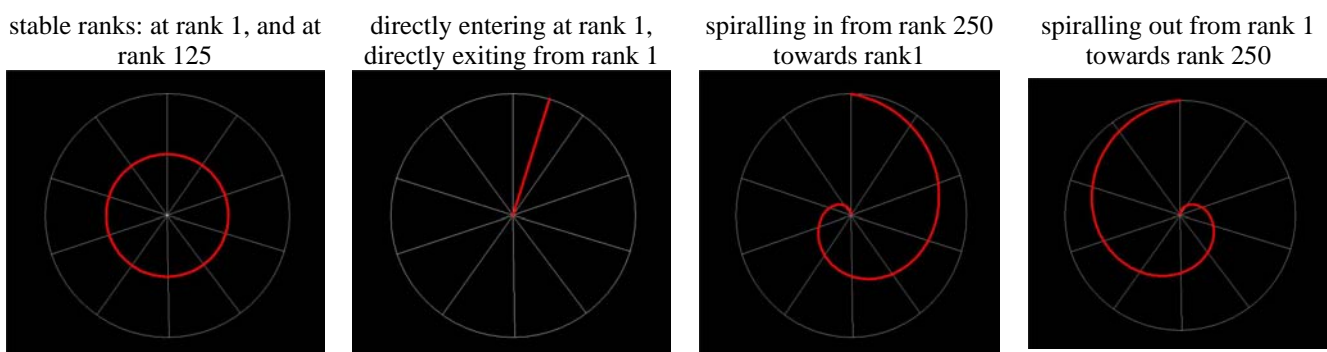 stable ranks: at rank 1, and at
rank 125
directly entering at rank 1,
directly exiting from rank 1
spiralling in from rank 250
towards rank1
spiralling out from rank 1
towards rank 250